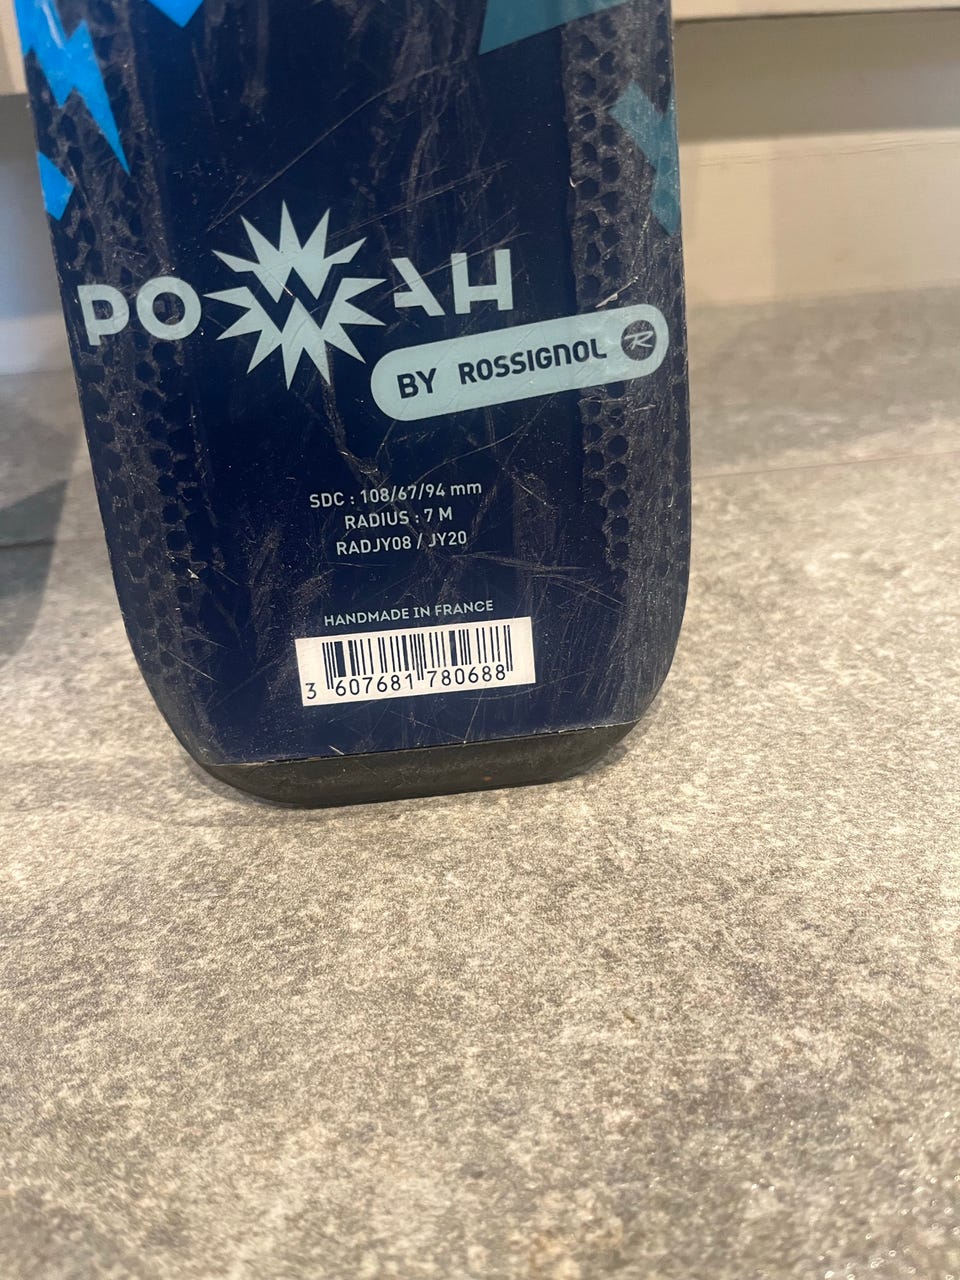 POWAH
BY ROSSIGNOL R
SDC : 108/67/94 mm
RADIUS : 7 M
RADJY08 / JY20
HANDMADE IN FRANCE
3 607681 780688